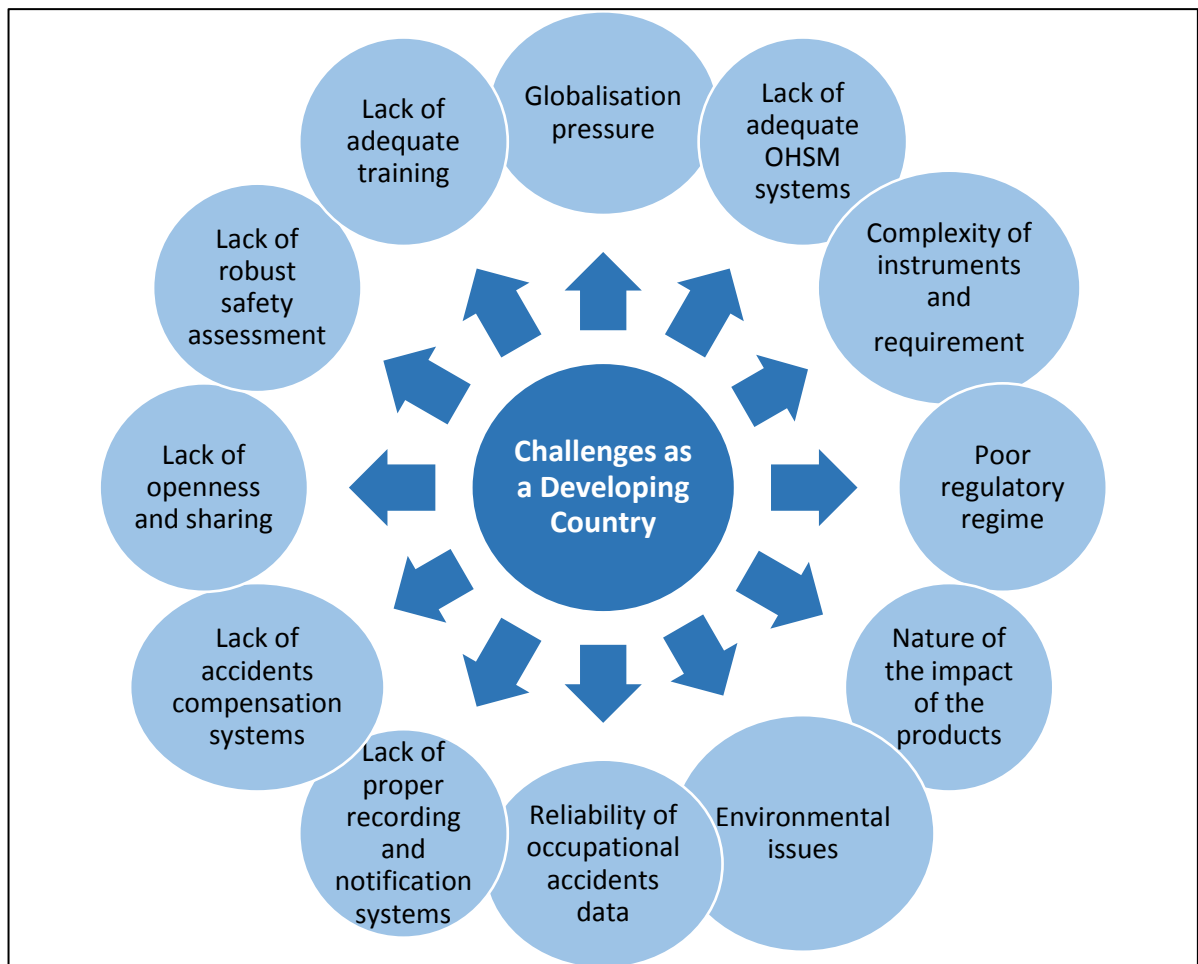 Globalisation
pressure
Lack of
adequate
OHSM
systems
Complexity of
instruments
and
requirement
Poor
regulatory
regime
Nature of
the impact
of the
products
Environmental
issues
Reliability of
occupational
accidents
data
Lack of
proper
recording
and
notification
systems
Lack of
accidents
compensation
systems
Lack of
openness
and sharing
Lack of
robust
safety
assessment
Lack of
adequate
training
Challenges as
a Developing
Country